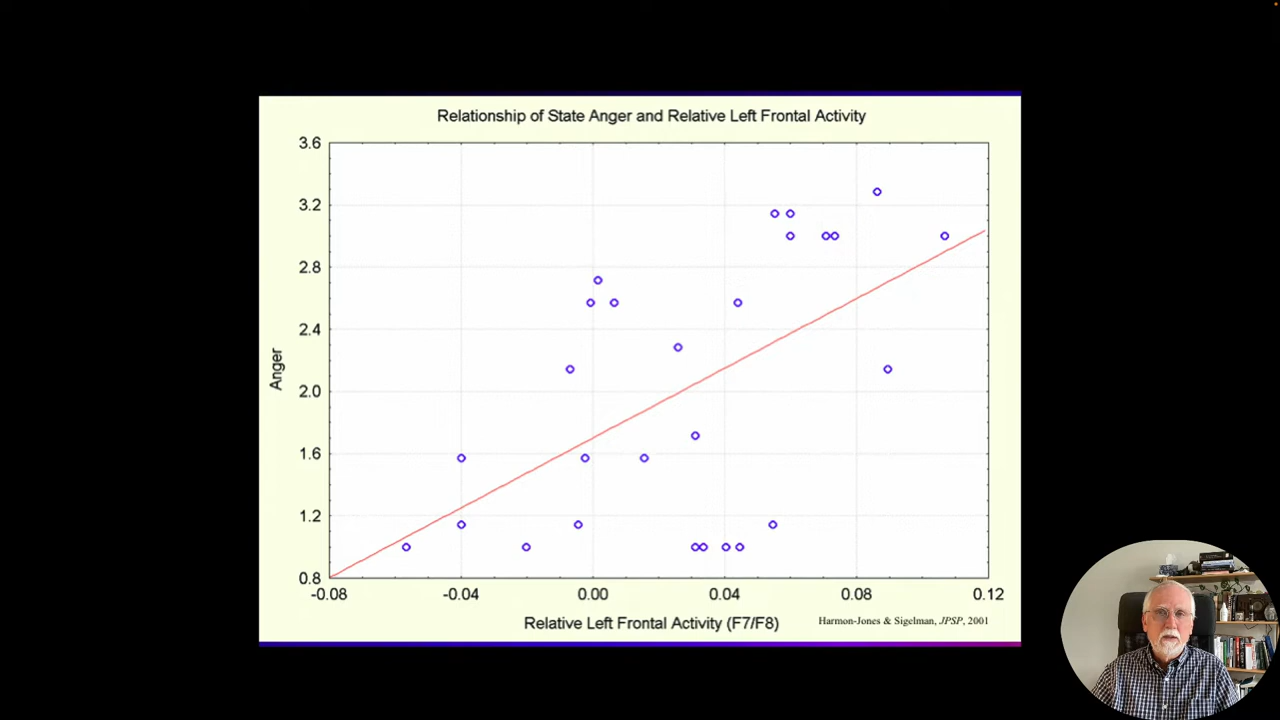 Relationship of State Anger and Relative Left Frontal Activity
3.6
3.2
2.8
2.4
2.0
1.6
1.2
0.8
Anger
-0.08 -0.04 0.00 0.04 0.08 0.12
Relative Left Frontal Activity (F7/F8)
Harmon-Jones & Sigelman, JPSP, 2001